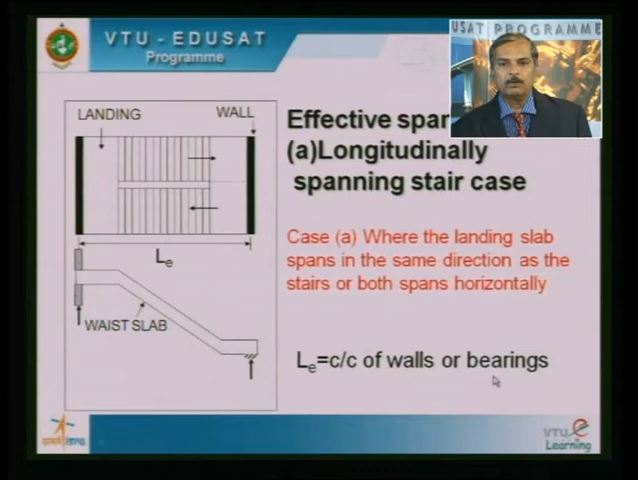 VTU - EDUSAT
Programme
USAT PROGRAMME
LANDING
WALL
Le
WAIST SLAB
Effective span
(a)Longitudinally
spanning stair case
Case (a) Where the landing slab
spans in the same direction as the
stairs or both spans horizontally
Le=c/c of walls or bearings
VTU e
Learning